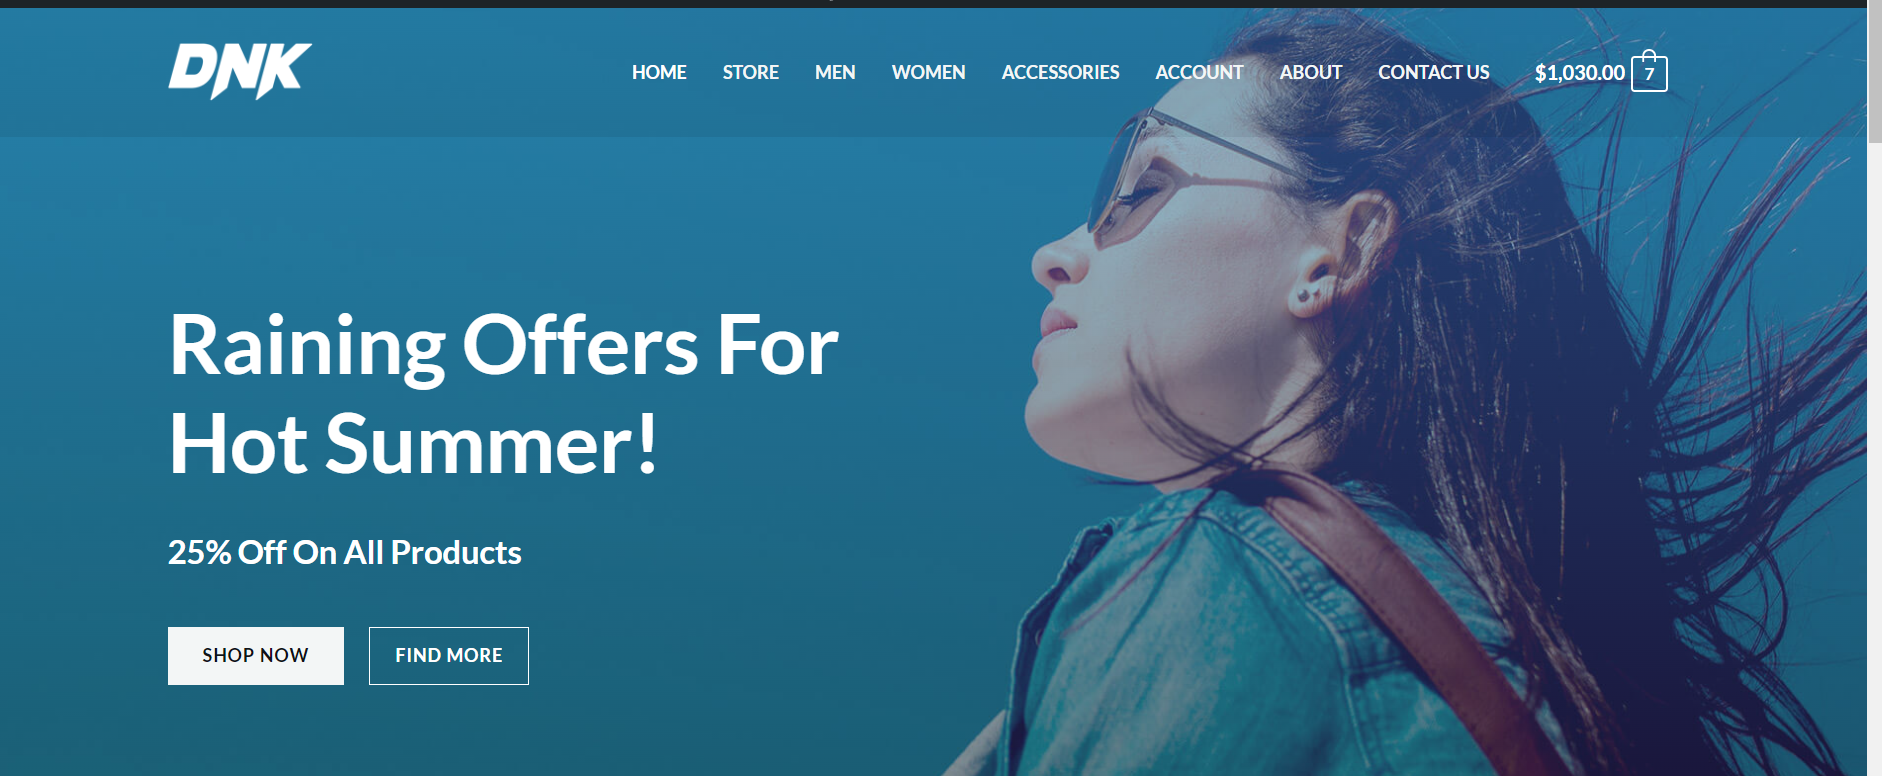 DNK
HOME STORE MEN WOMEN ACCESSORIES ACCOUNT ABOUT CONTACT US $1,030.00 7
Raining Offers For
Hot Summer!
25% Off On All Products
SHOP NOW FIND MORE